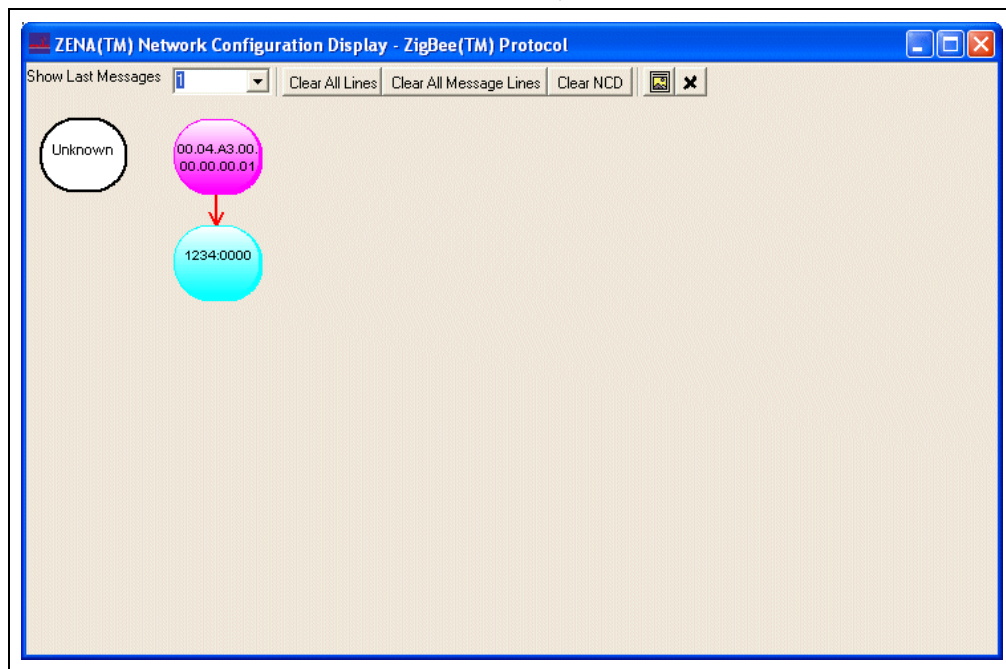 ZENA(TM) Network Configuration Display - ZigBee(TM) Protocol
Show Last Messages 1 Clear All Lines Clear All Message Lines Clear NCD
Unknown
00.04.A3.00.
00.00.00.01
1234:0000